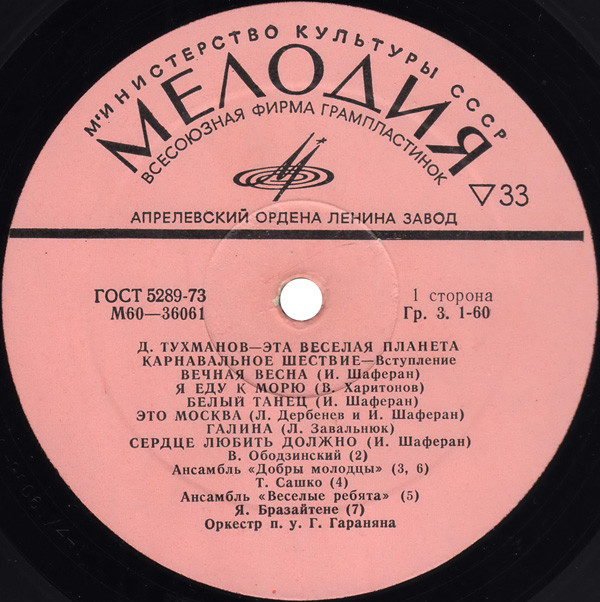 МИНИСТЕРСТВО КУЛЬТУРЫ СССР
МЕЛОДИЯ
ВСЕСОЮЗНАЯ ФИРМА ГРАМПЛАСТИНОК
▽33
АПРЕЛЕВСКИЙ ОРДЕНА ЛЕНИНА ЗАВОД
ГОСТ 5289-73
М60—36061
1 сторона
Гр. 3. 1-60
Д. ТУХМАНОВ—ЭТА ВЕСЕЛАЯ ПЛАНЕТА
КАРНАВАЛЬНОЕ ШЕСТВИЕ—Вступление
ВЕЧНАЯ ВЕСНА (И. Шаферан)
Я ЕДУ К МОРЮ (В. Харитонов)
БЕЛЫЙ ТАНЕЦ (И. Шаферан)
ЭТО МОСКВА (Л. Дербенев и И. Шаферан)
ГАЛИНА (Л. Завальнюк)
СЕРДЦЕ ЛЮБИТЬ ДОЛЖНО (И. Шаферан)
В. Ободзинский (2)
Ансамбль «Добры молодцы» (3, 6)
Т. Сашко (4)
Ансамбль «Веселые ребята» (5)
Я. Бразайтене (7)
Оркестр п. у. Г. Гараняна